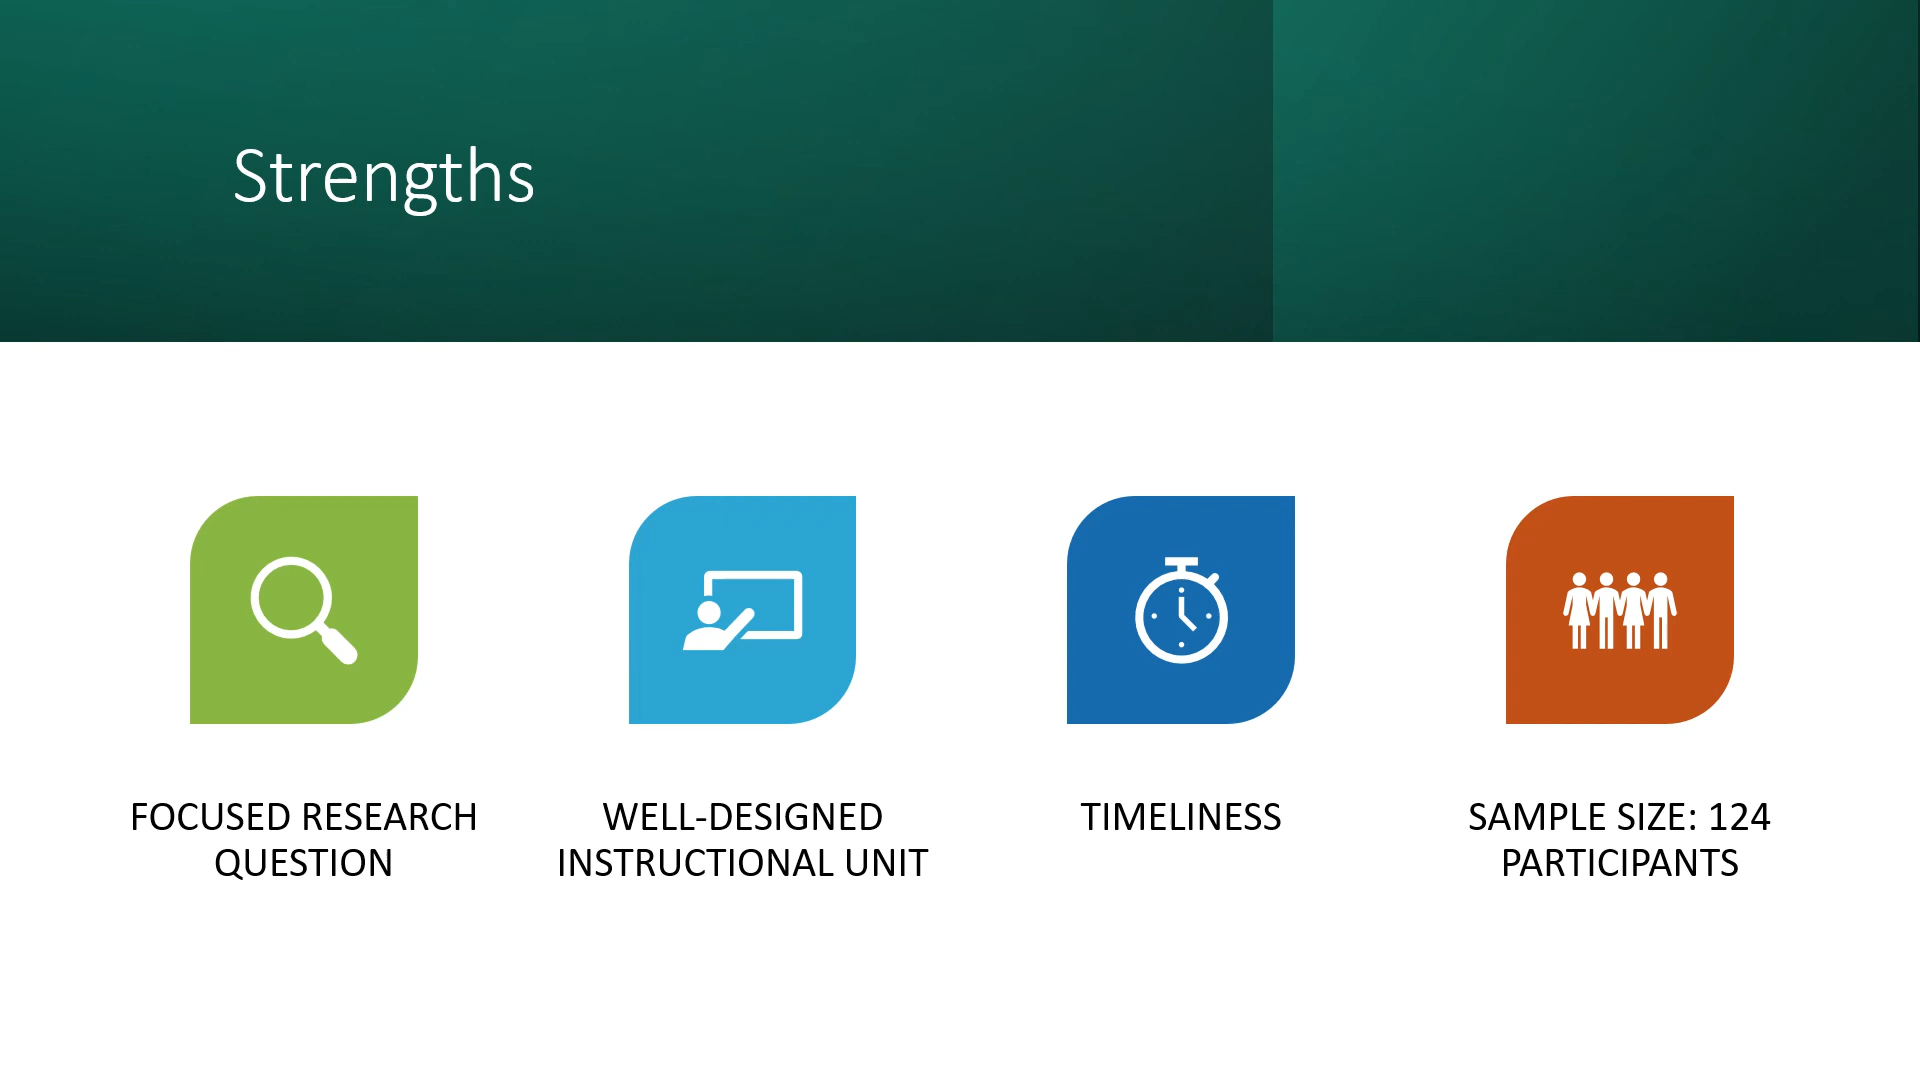 Strengths
FOCUSED RESEARCH
QUESTION
WELL-DESIGNED
INSTRUCTIONAL UNIT
TIMELINESS
SAMPLE SIZE: 124
PARTICIPANTS